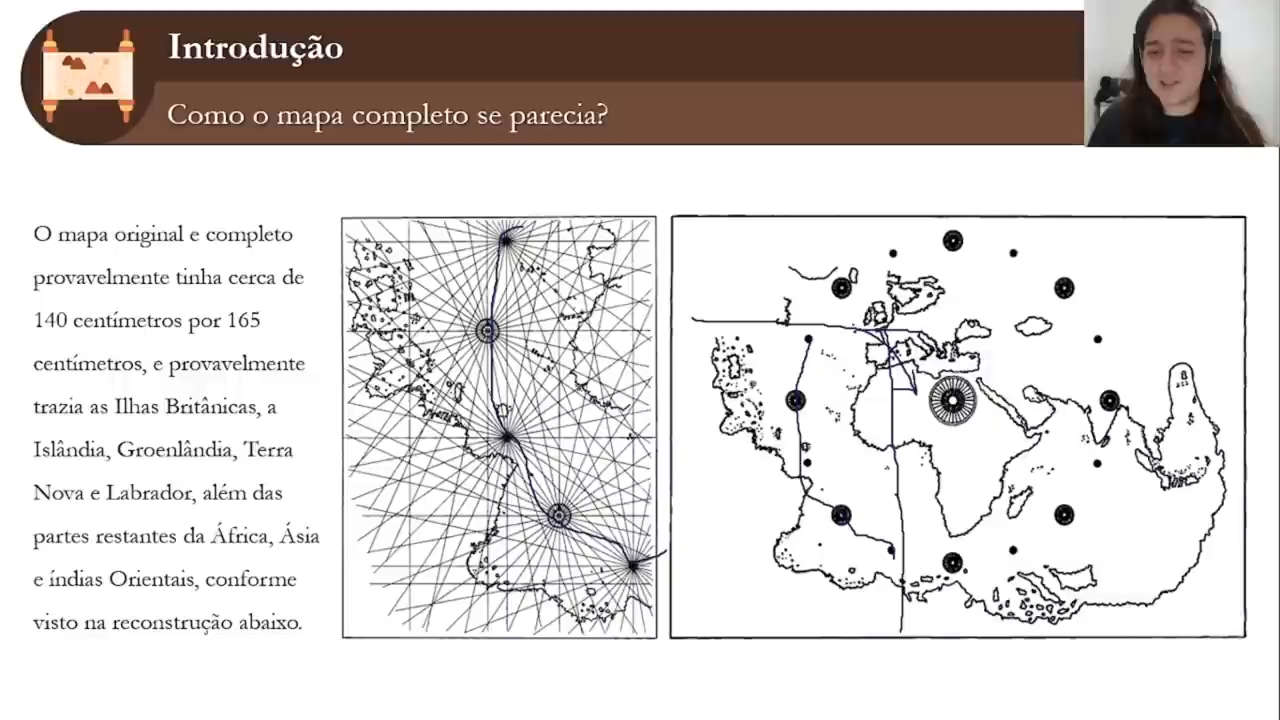 Introdução
Como o mapa completo se parecia?
O mapa original e completo
provavelmente tinha cerca de
140 centímetros por 165
centímetros, e provavelmente
trazia as Ilhas Britânicas, a
Islândia, Groenlândia, Terra
Nova e Labrador, além das
partes restantes da África, Ásia
e índias Orientais, conforme
visto na reconstrução abaixo.